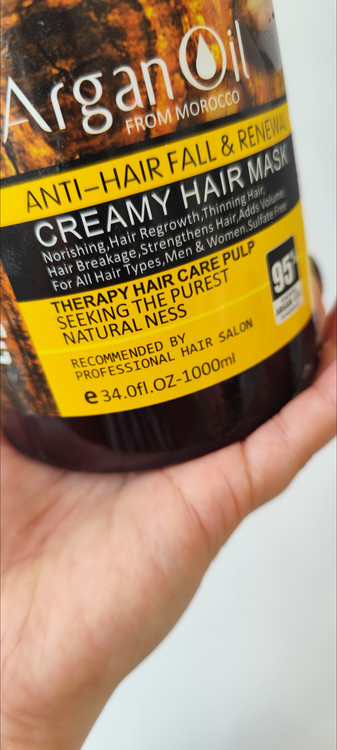 Argan Oil
FROM MOROCCO
ANTI-HAIR FALL & RENEWAL
CREAMY HAIR MASK
Norishing,Hair Regrowth,Thinning Hair,
Hair Breakage,Strengthens Hair,Adds Volume,
For All Hair Types,Men & Women.Sulfate Free
THERAPY HAIR CARE PULP
SEEKING THE PUREST
NATURAL NESS
RECOMMENDED BY
PROFESSIONAL HAIR SALON
e34.0fl.OZ-1000ml
95%